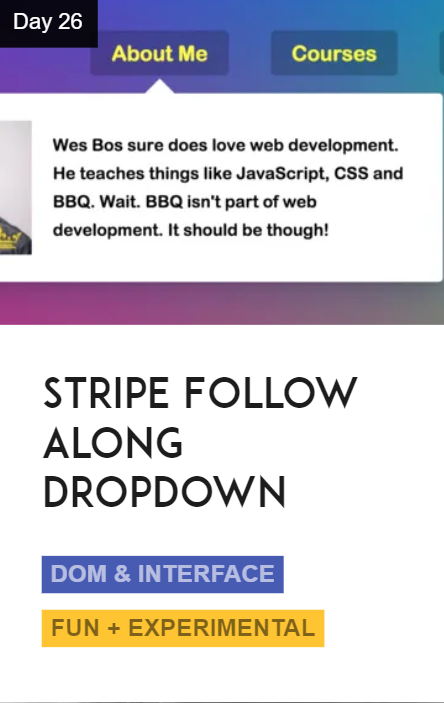 Day 26
About Me
Courses
Wes Bos sure does love web development.
He teaches things like JavaScript, CSS and
BBQ. Wait. BBQ isn't part of web
development. It should be though!
STRIPE FOLLOW
ALONG
DROPDOWN
DOM & INTERFACE
FUN + EXPERIMENTAL